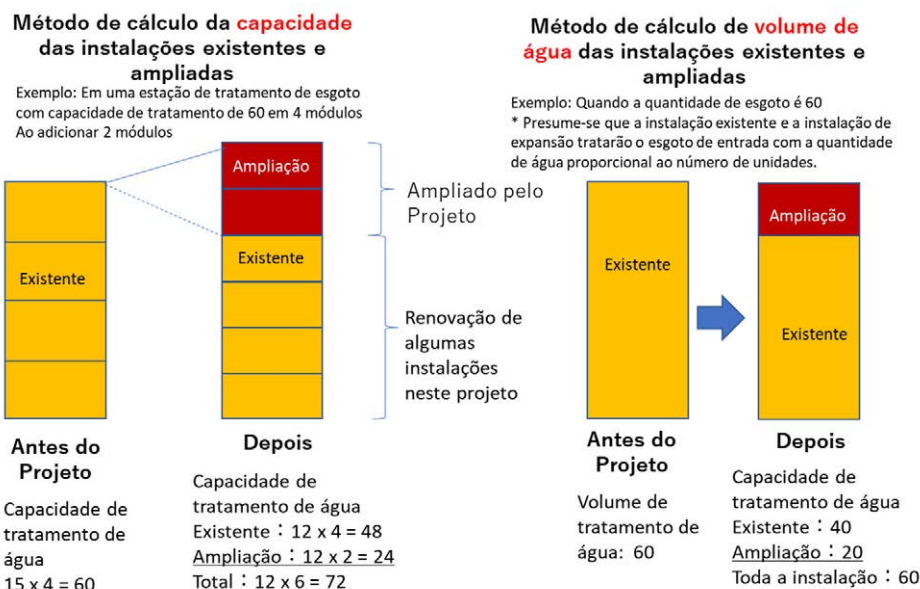 Método de cálculo da capacidade
das instalações existentes e
ampliadas
Exemplo: Em uma estação de tratamento de esgoto
com capacidade de tratamento de 60 em 4 módulos
Ao adicionar 2 módulos
Existente
Antes do
Projeto
Capacidade de
tratamento de
água
15 x 4 = 60
Ampliação
Existente
Depois
Capacidade de
tratamento de água
Existente：12 x 4 = 48
Ampliação：12 x 2 = 24
Total：12 x 6 = 72
Ampliado pelo
Projeto
Renovação de
algumas
instalações
neste projeto
Método de cálculo de volume de
água das instalações existentes e
ampliadas
Exemplo: Quando a quantidade de esgoto é 60
* Presume-se que a instalação existente e a instalação de
expansão tratarão o esgoto de entrada com a quantidade
de água proporcional ao número de unidades.
Existente
Antes do
Projeto
Volume de
tratamento de
água: 60
Ampliação
Existente
Depois
Capacidade de
tratamento de água
Existente：40
Ampliação：20
Toda a instalação：60